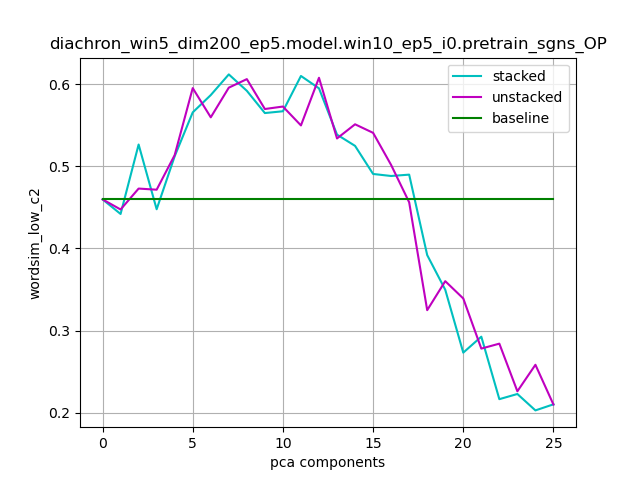 diachron_win5_dim200_ep5.model.win10_ep5_i0.pretrain_sgns_OP
stacked
unstacked
baseline
0.6
0.5
0.4
0.3
0.2
wordsim_low_c2
0 5 10 15 20 25
pca components